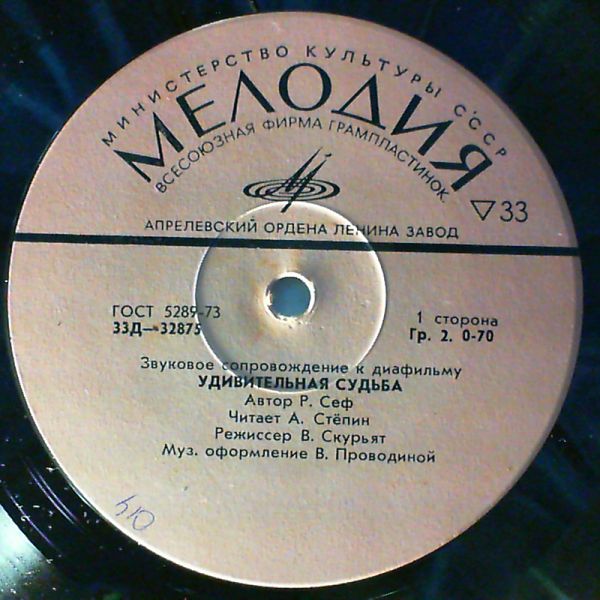 МИНИСТЕРСТВО КУЛЬТУРЫ СССР
МЕЛОДИЯ
ВСЕСОЮЗНАЯ ФИРМА ГРАМПЛАСТИНОК.
▽33
АПРЕЛЕВСКИЙ ОРДЕНА ЛЕНИНА ЗАВОД
ГОСТ 5289-73
33Д—32875
1 сторона
Гр. 2. 0-70
Звуковое сопровождение к диафильму
УДИВИТЕЛЬНАЯ СУДЬБА
Автор Р. Сеф
Читает А. Стёпин
Режиссер В. Скурьят
Муз. оформление В. Проводиной